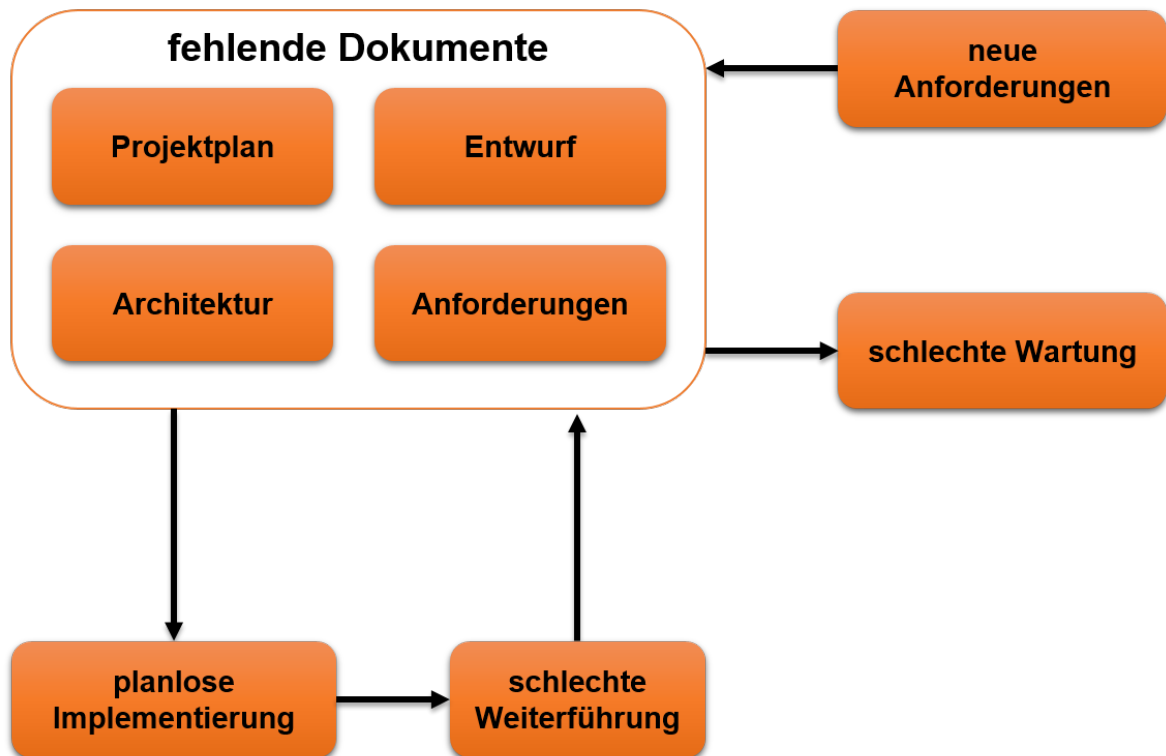 fehlende Dokumente
Projektplan
Entwurf
Architektur
Anforderungen
neue
Anforderungen
schlechte Wartung
planlose
Implementierung
schlechte
Weiterführung